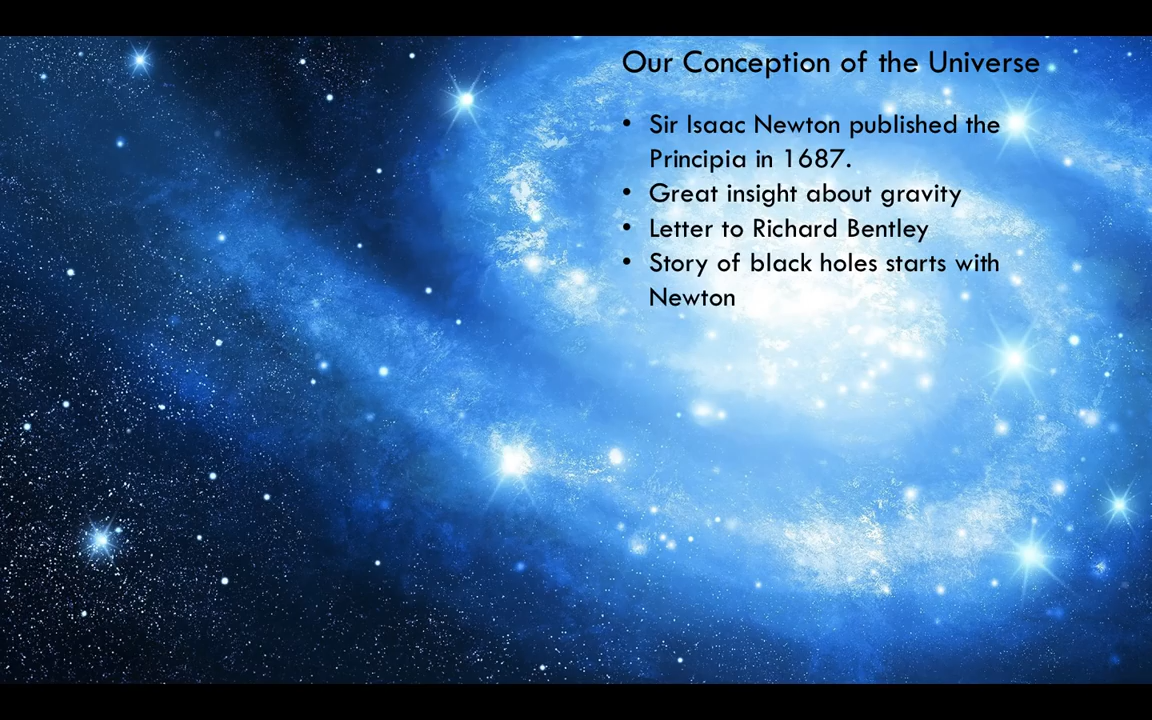 Our Conception of the Universe
• Sir Isaac Newton published the
Principia in 1687.
• Great insight about gravity
• Letter to Richard Bentley
• Story of black holes starts with
Newton